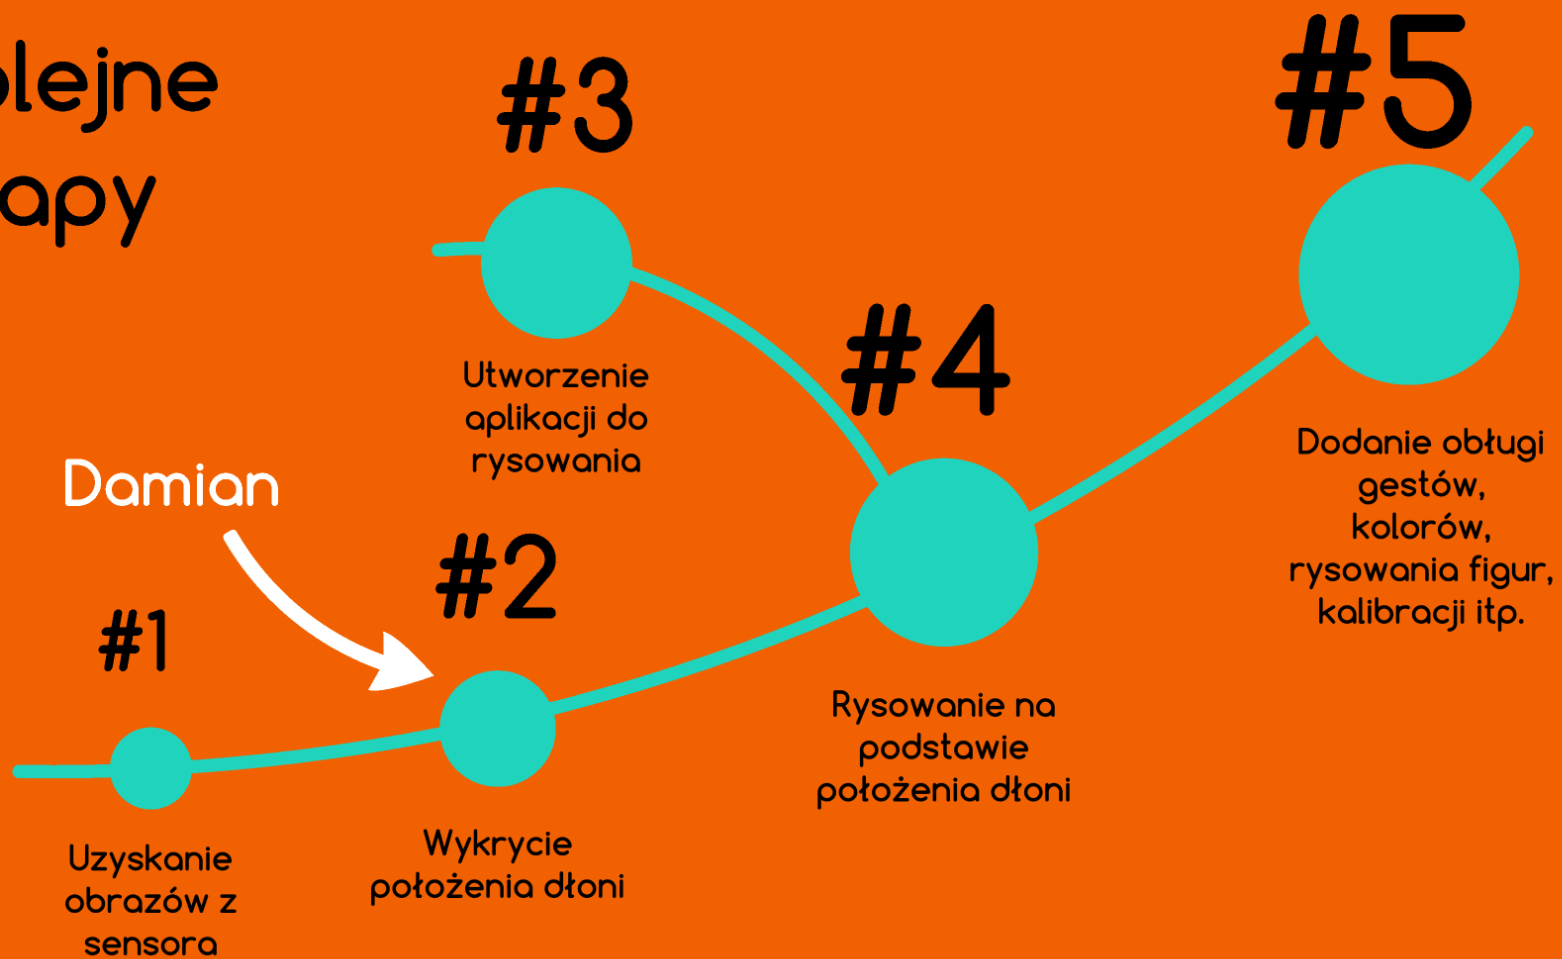 olejne
apy
#1
Uzyskanie
obrazów z
sensora
Damian
#2
Wykrycie
położenia dłoni
#3
Utworzenie
aplikacji do
rysowania
#4
Rysowanie na
podstawie
położenia dłoni
#5
Dodanie obługi
gestów,
kolorów,
rysowania figur,
kalibracji itp.